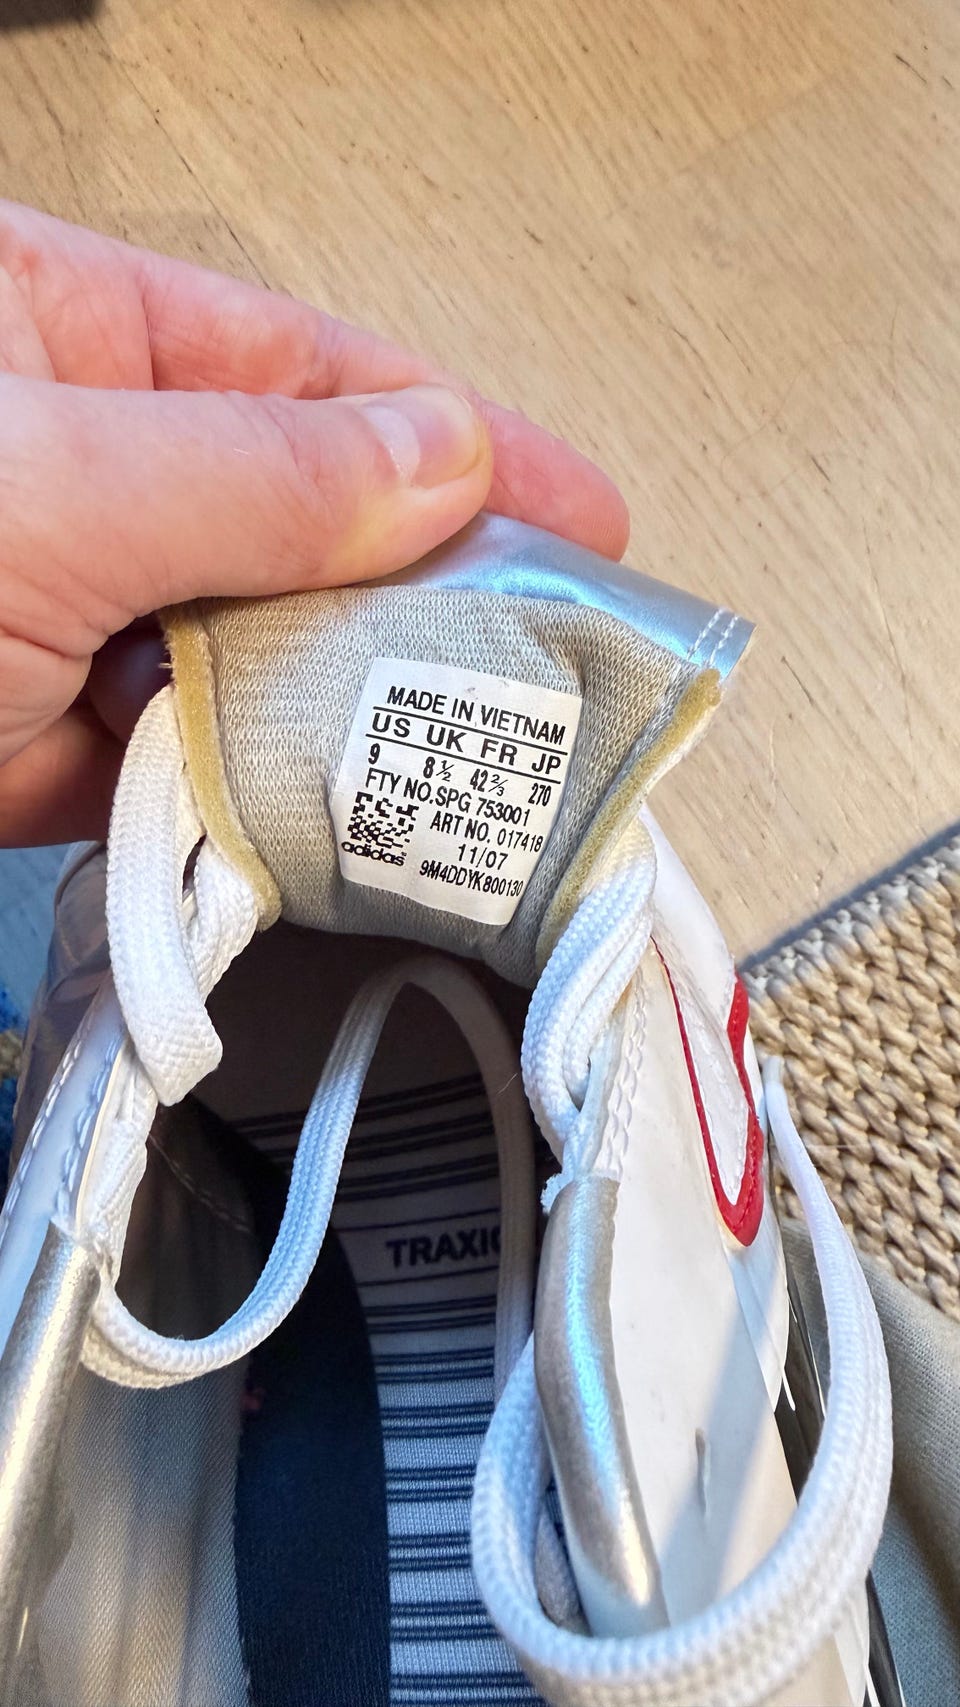 MADE IN VIETNAM
US UK FR JP
9 8½ 42⅔ 270
FTY NO.SPG 753001
ART NO. 017418
11/07
adidas
9M4DDYK800130